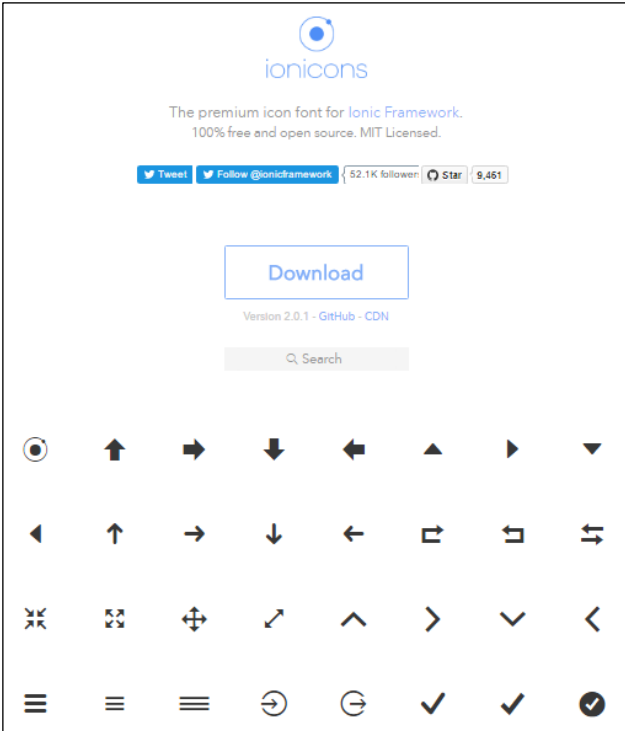 ionicons
The premium icon font for Ionic Framework.
100% free and open source. MIT Licensed.
Tweet Follow @ionicframework 52.1K follower Star 9,461
Download
Version 2.0.1 - GitHub - CDN
Search